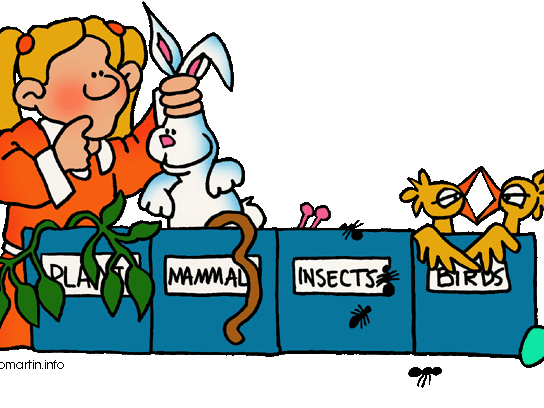 PLANT
MAMMAL
INSECTS
BIRDS
omartin.info